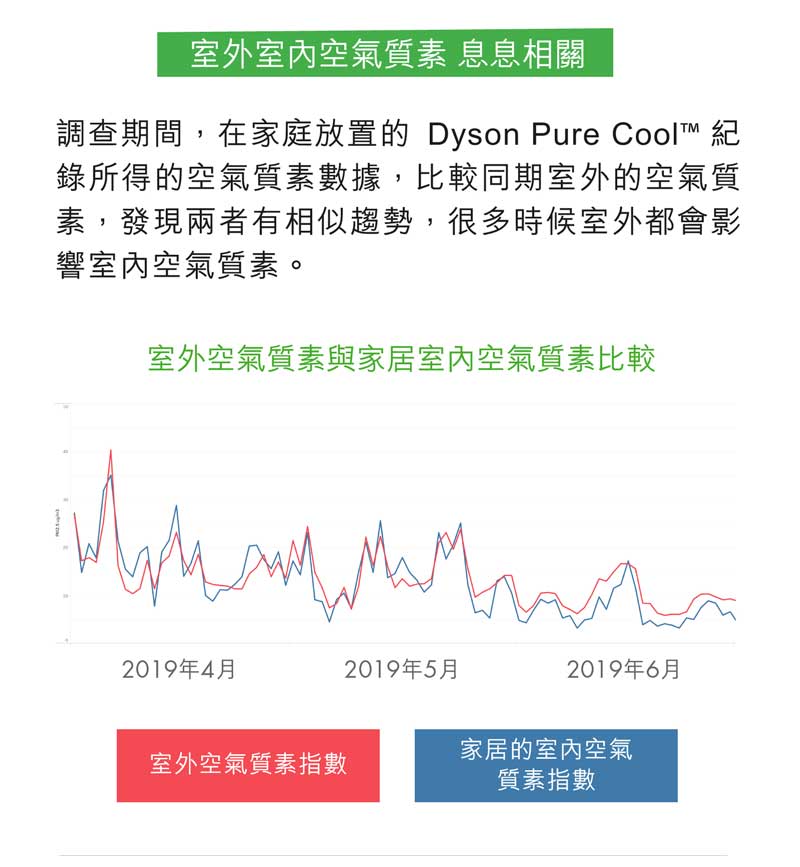 室外室內空氣質素 息息相關
調查期間，在家庭放置的 Dyson Pure Cool™ 紀
錄所得的空氣質素數據，比較同期室外的空氣質
素，發現兩者有相似趨勢，很多時候室外都會影
響室內空氣質素。
室外空氣質素與家居室內空氣質素比較
50
40
30
20
10
0
PM2.5 ug/m3
2019年4月 2019年5月 2019年6月
室外空氣質素指數
家居的室內空氣
質素指數